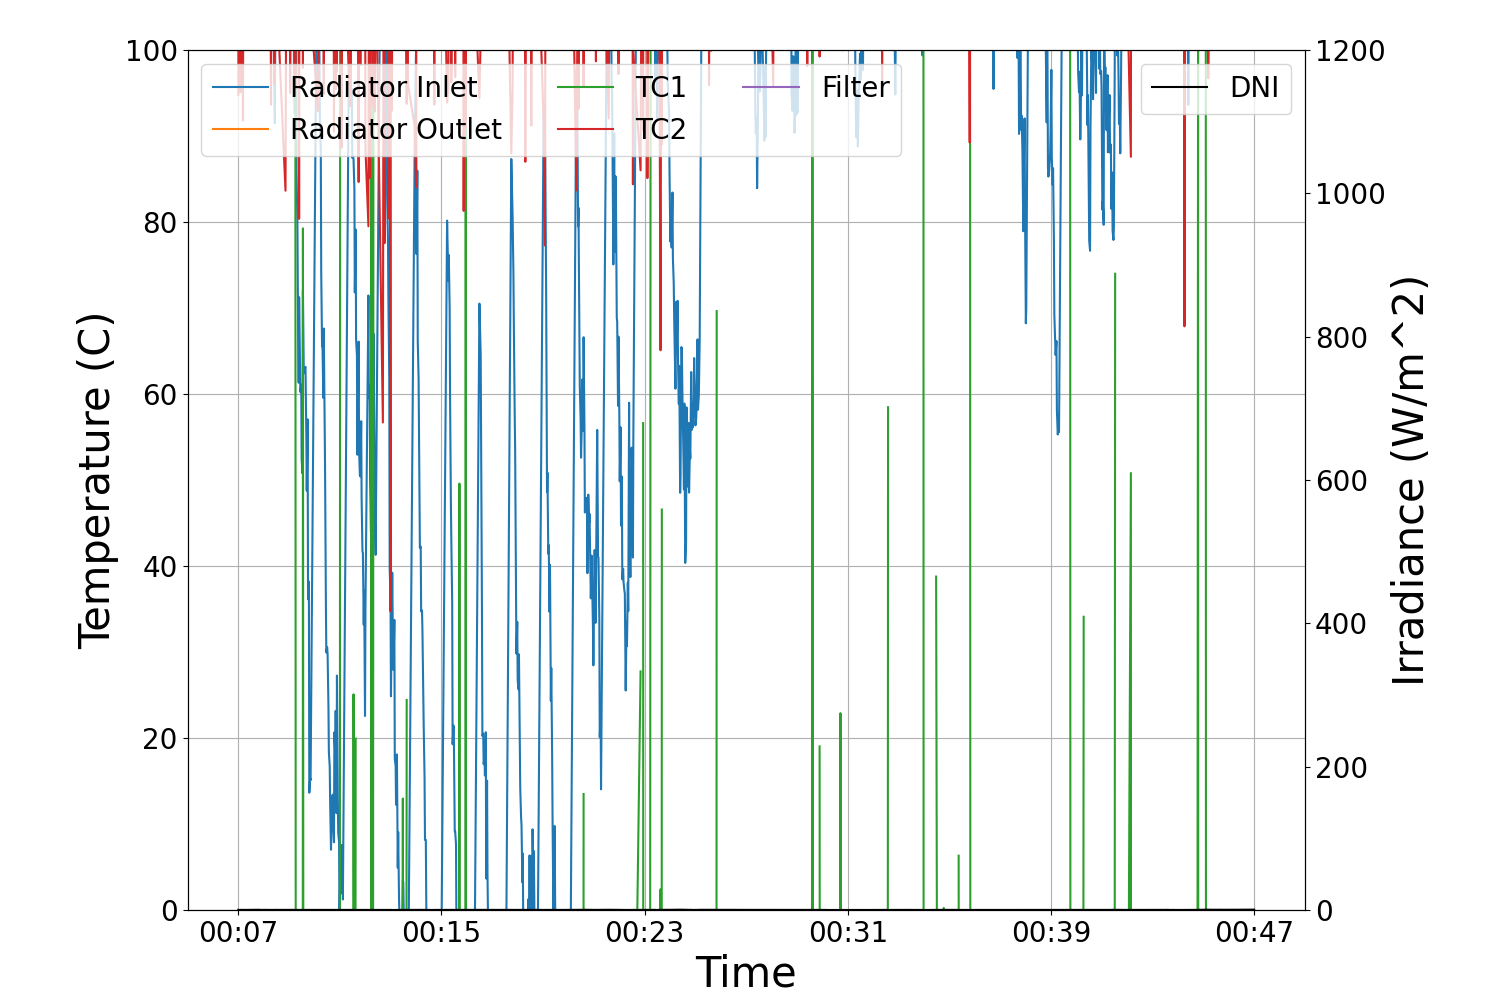 Radiator Inlet
Radiator Outlet
TC1
TC2
Filter
DNI
100
80
60
40
20
0
Temperature (C)
1200
1000
800
600
400
200
0
Irradiance (W/m^2)
00:07
00:15
00:23
00:31
00:39
00:47
Time